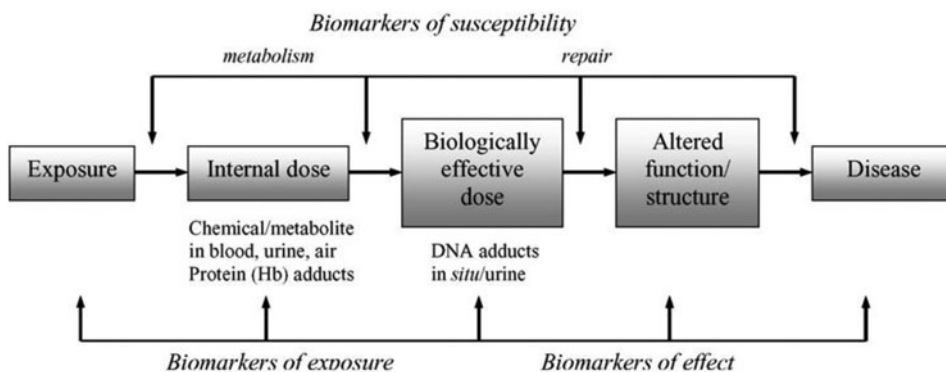 Biomarkers of susceptibility
metabolism
repair
Exposure
Internal dose
Biologically
effective
dose
Altered
function/
structure
Disease
Chemical/metabolite
in blood, urine, air
Protein (Hb) adducts
DNA adducts
in situ/urine
Biomarkers of exposure
Biomarkers of effect